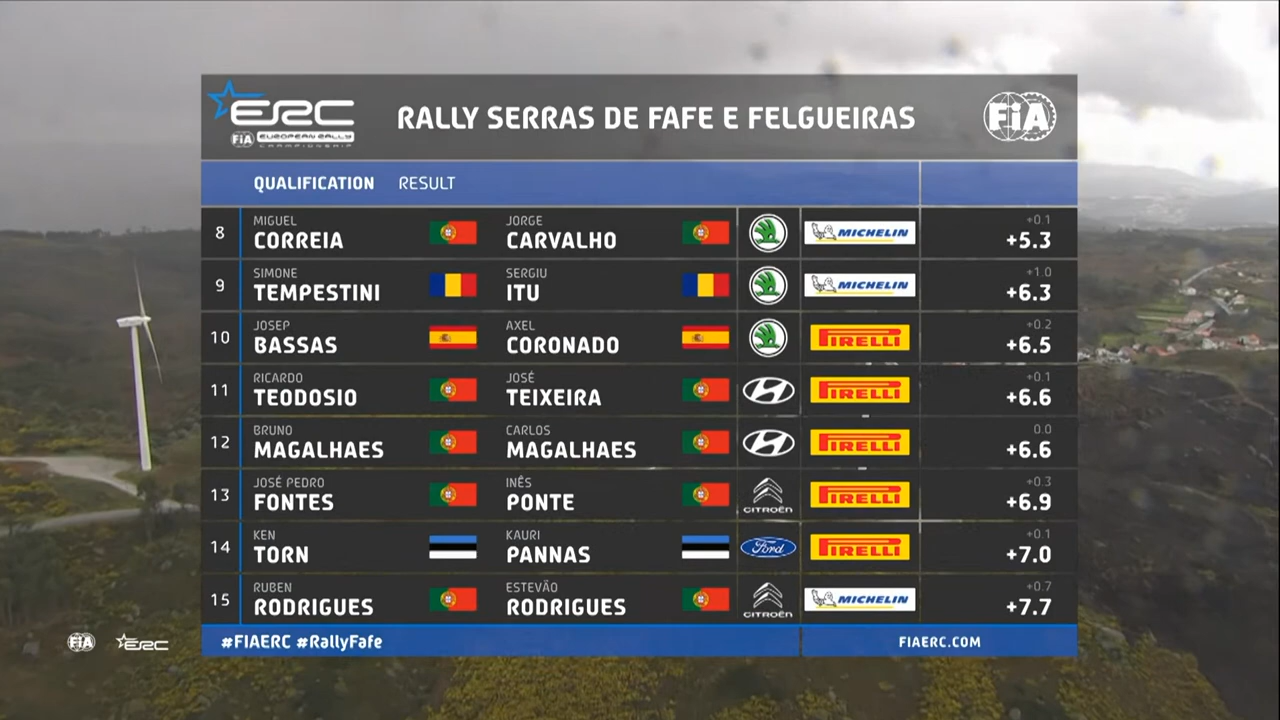 ERC
FIA EUROPEAN RALLY
CHAMPIONSHIP
RALLY SERRAS DE FAFE E FELGUEIRAS
FIA
QUALIFICATION RESULT
8 MIGUEL CORREIA JORGE CARVALHO MICHELIN +0.1 +5.3
9 SIMONE TEMPESTINI SERGIU ITU MICHELIN +1.0 +6.3
10 JOSEP BASSAS AXEL CORONADO PIRELLI +0.2 +6.5
11 RICARDO TEODOSIO JOSÉ TEIXEIRA PIRELLI +0.1 +6.6
12 BRUNO MAGALHAES CARLOS MAGALHAES PIRELLI 0.0 +6.6
13 JOSÉ PEDRO FONTES INÊS PONTE CITROËN PIRELLI +0.3 +6.9
14 KEN TORN KAURI PANNAS Ford PIRELLI +0.1 +7.0
15 RUBEN RODRIGUES ESTEVÃO RODRIGUES CITROËN MICHELIN +0.7 +7.7
#FIAERC #RallyFafe FIAERC.COM
FIA ERC